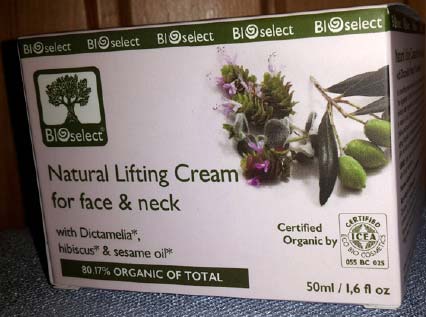 BIOselect BIOselect BIOselect BIOselect BIOselect
BIOselect
Natural Lifting Cream
for face & neck
with Dictamelia*,
hibiscus* & sesame oil*
80.17% ORGANIC OF TOTAL
Certified
Organic by
CERTIFIED
ICEA
ECO BIO COSMETICS
055 BC 025
50ml / 1,6 fl oz